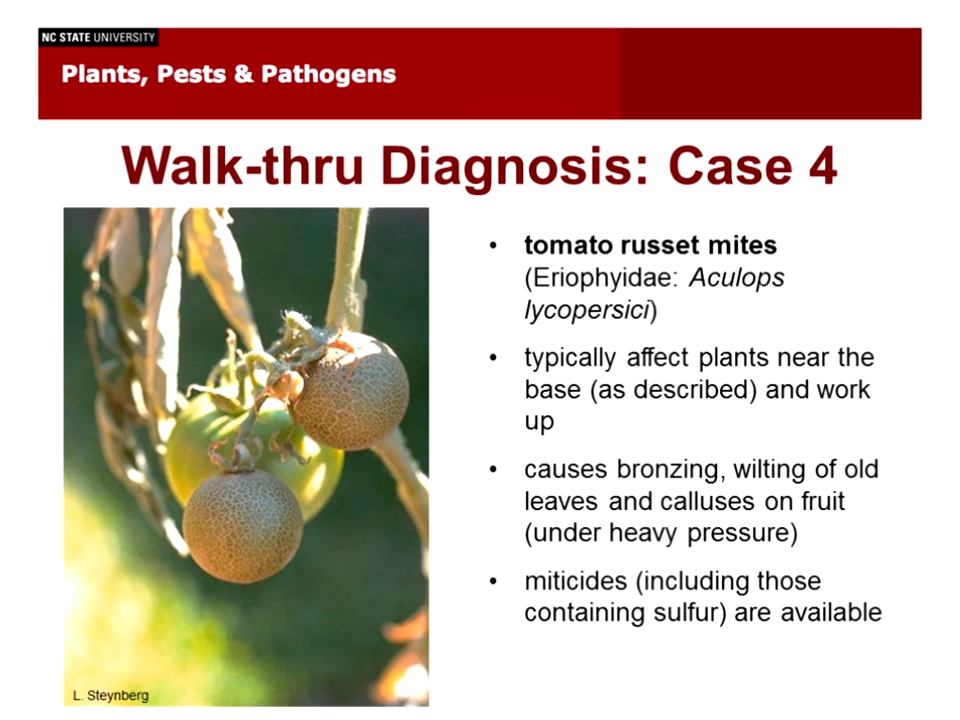 NC STATE UNIVERSITY
Plants, Pests & Pathogens
Walk-thru Diagnosis: Case 4
• tomato russet mites
(Eriophyidae: Aculops
lycopersici)
• typically affect plants near the
base (as described) and work
up
• causes bronzing, wilting of old
leaves and calluses on fruit
(under heavy pressure)
• miticides (including those
containing sulfur) are available
L. Steynberg